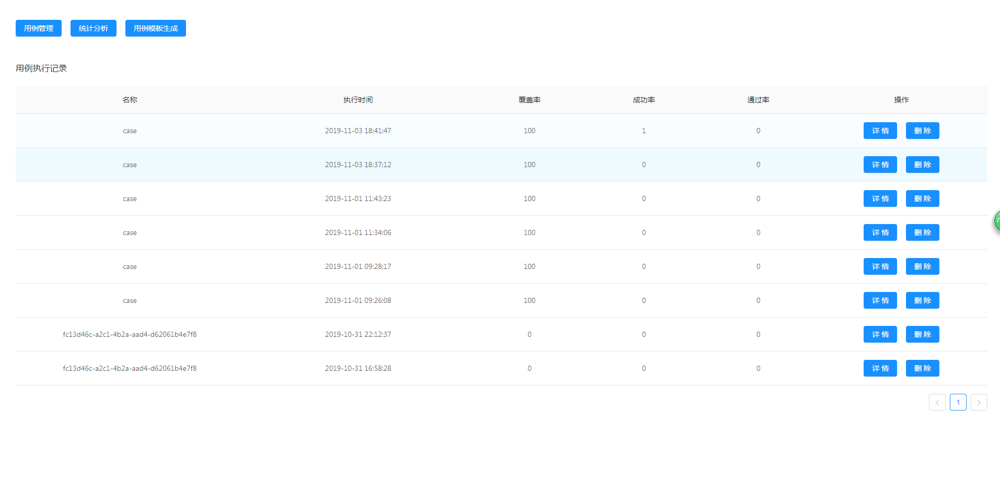 用例管理 统计分析 用例模板生成
用例执行记录
名称 执行时间 覆盖率 成功率 通过率 操作
case 2019-11-03 18:41:47 100 1 0 详 情 删 除
case 2019-11-03 18:37:12 100 0 0 详 情 删 除
case 2019-11-01 11:43:23 100 0 0 详 情 删 除
case 2019-11-01 11:34:06 100 0 0 详 情 删 除
case 2019-11-01 09:28:17 100 0 0 详 情 删 除
case 2019-11-01 09:26:08 100 0 0 详 情 删 除
fc13d46c-a2c1-4b2a-aad4-d62061b4e7f8 2019-10-31 22:12:37 0 0 0 详 情 删 除
fc13d46c-a2c1-4b2a-aad4-d62061b4e7f8 2019-10-31 16:58:28 0 0 0 详 情 删 除
< 1 >